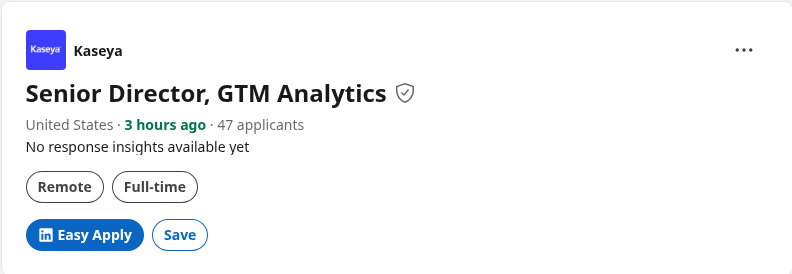 Kaseya
Kaseya
Senior Director, GTM Analytics
United States · 3 hours ago · 47 applicants
No response insights available yet
Remote
Full-time
in Easy Apply
Save